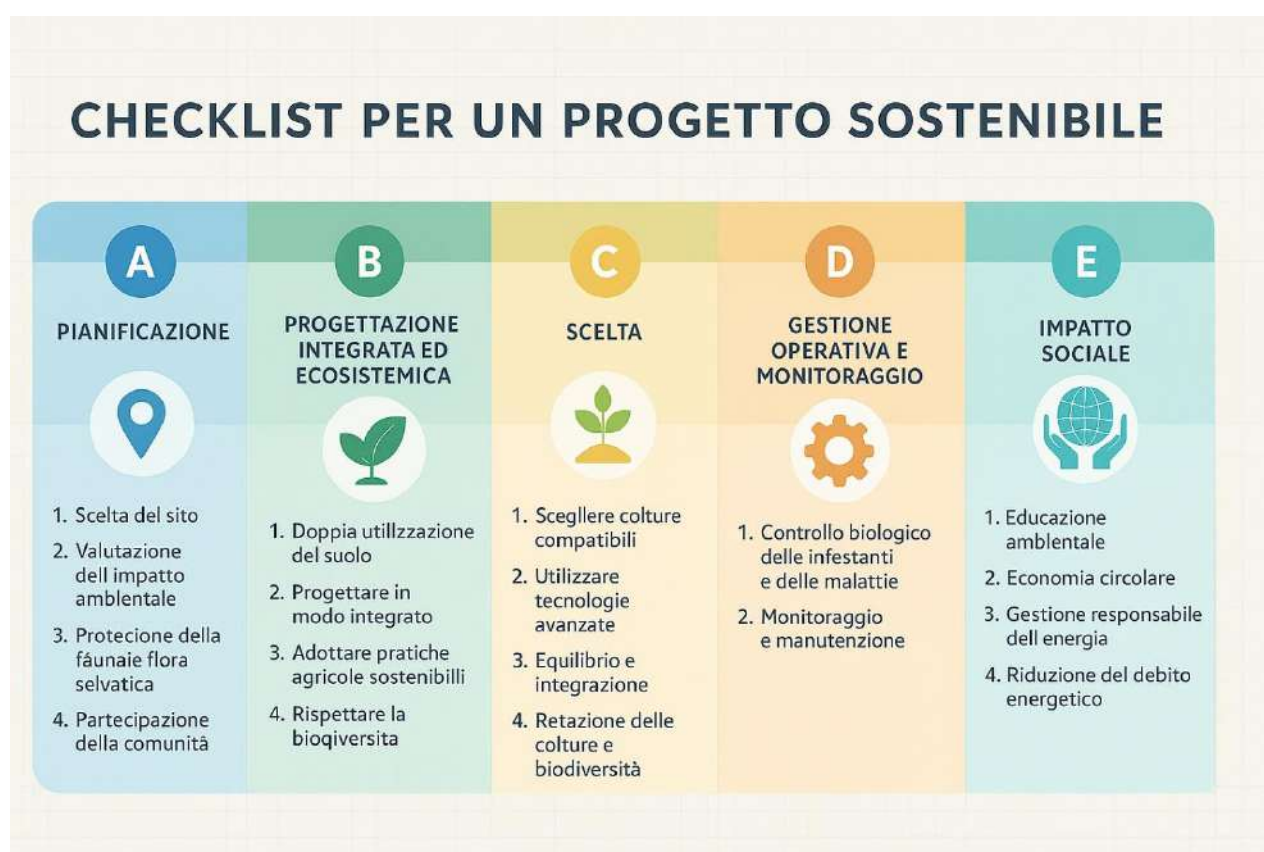 CHECKLIST PER UN PROGETTO SOSTENIBILE
A
PIANIFICAZIONE
1. Scelta del sito
2. Valutazione
dell impatto
amblentale
3. Protecione della
fáunaie flora
selvatica
4. Partecipazione
della comunitâ
B
PROGETTAZIONE
INTEGRATA ED
ECOSISTEMICA
1. Doppia utillzzazione
del suolo
2. Progettare in
modo integrato
3. Adottare pratiche
agricole sostenibilli
4. Rispettare la
bioqiversita
C
SCELTA
1. Scegllere colture
compatibili
2. Utilizzare
tecnologie
avanzate
3. Equilibrio e
integrazione
4. Retazione delle
colture e
biodiversità
D
GESTIONE
OPERATIVA E
MONITORAGGIO
1. Controllo biologico
delle infestanti
e delle malattie
2. Monitoraggio
e manutenzione
E
IMPATTO
SOCIALE
1. Educazione
ambientale
2. Economia circolare
3. Gestione responsabile
dell energia
4. Riduzione del debito
energetico